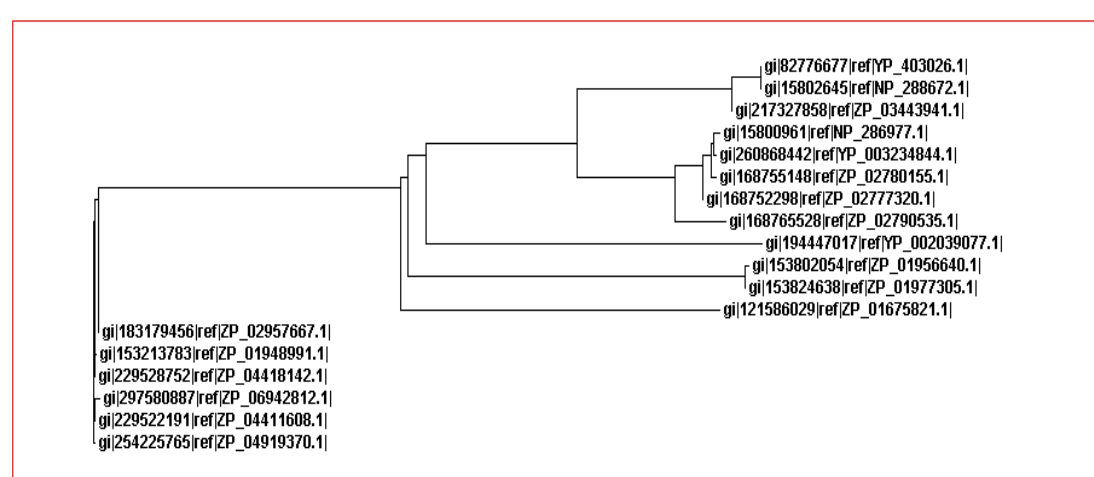 gi|82776677|ref|YP_403026.1|
gi|15802645|ref|NP_288672.1|
gi|217327858|ref|ZP_03443941.1|
gi|15800961|ref|NP_286977.1|
gi|260868442|ref|YP_003234844.1|
gi|168755148|ref|ZP_02780155.1|
gi|168752298|ref|ZP_02777320.1|
gi|168765528|ref|ZP_02790535.1|
gi|194447017|ref|YP_002039077.1|
gi|153802054|ref|ZP_01956640.1|
gi|153824638|ref|ZP_01977305.1|
gi|121586029|ref|ZP_01675821.1|
gi|183179456|ref|ZP_02957667.1|
gi|153213783|ref|ZP_01948991.1|
gi|229528752|ref|ZP_04418142.1|
gi|297580887|ref|ZP_06942812.1|
gi|229522191|ref|ZP_04411608.1|
gi|254225765|ref|ZP_04919370.1|